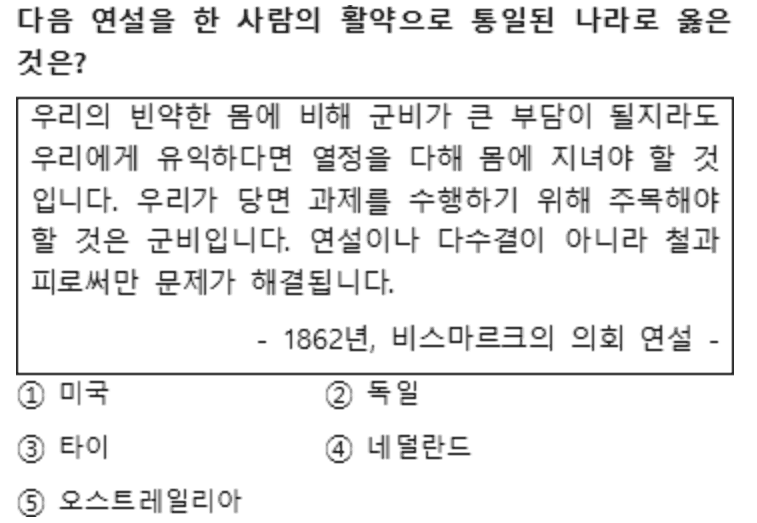 다음 연설을 한 사람의 활약으로 통일된 나라로 옳은
것은?
우리의 빈약한 몸에 비해 군비가 큰 부담이 될지라도
우리에게 유익하다면 열정을 다해 몸에 지녀야 할 것
입니다. 우리가 당면 과제를 수행하기 위해 주목해야
할 것은 군비입니다. 연설이나 다수결이 아니라 철과
피로써만 문제가 해결됩니다.
- 1862년, 비스마르크의 의회 연설 -
① 미국 ② 독일
③ 타이 ④ 네덜란드
⑤ 오스트레일리아